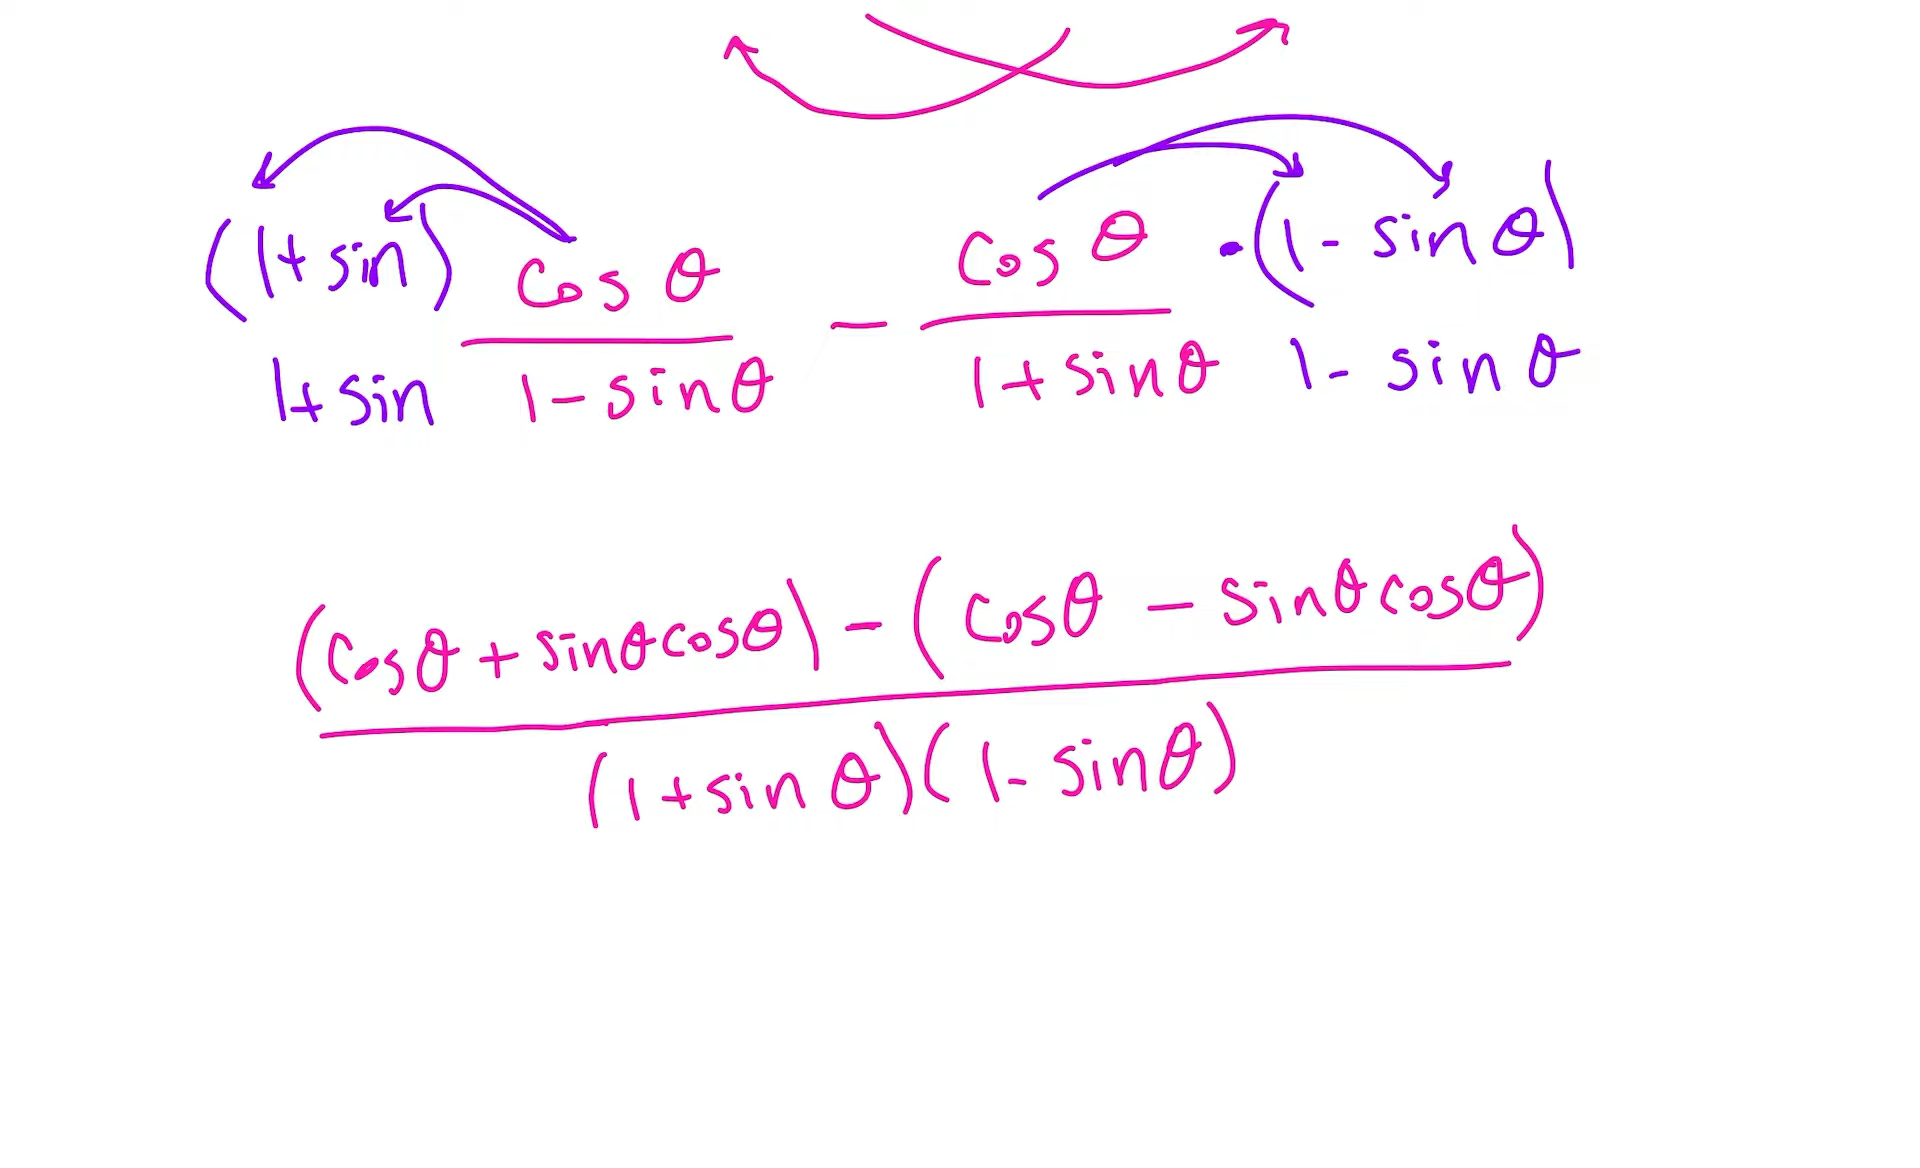 (1+sin) cos θ - cos θ · (1 - sin θ)
1+sin 1-sinθ 1+sinθ 1- sin θ
(cosθ + sinθcosθ) - (cosθ - sinθcosθ)
(1+sin θ)(1- sinθ)